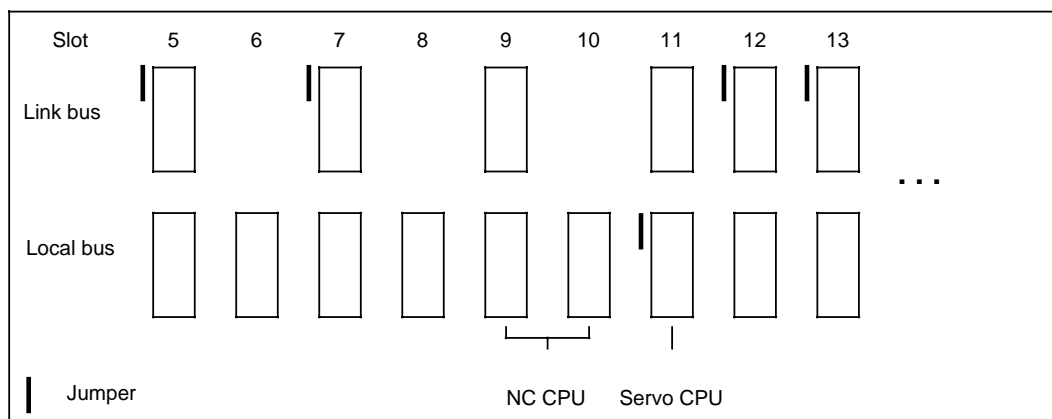 Slot 5 6 7 8 9 10 11 12 13
Link bus
. . .
Local bus
Jumper NC CPU Servo CPU